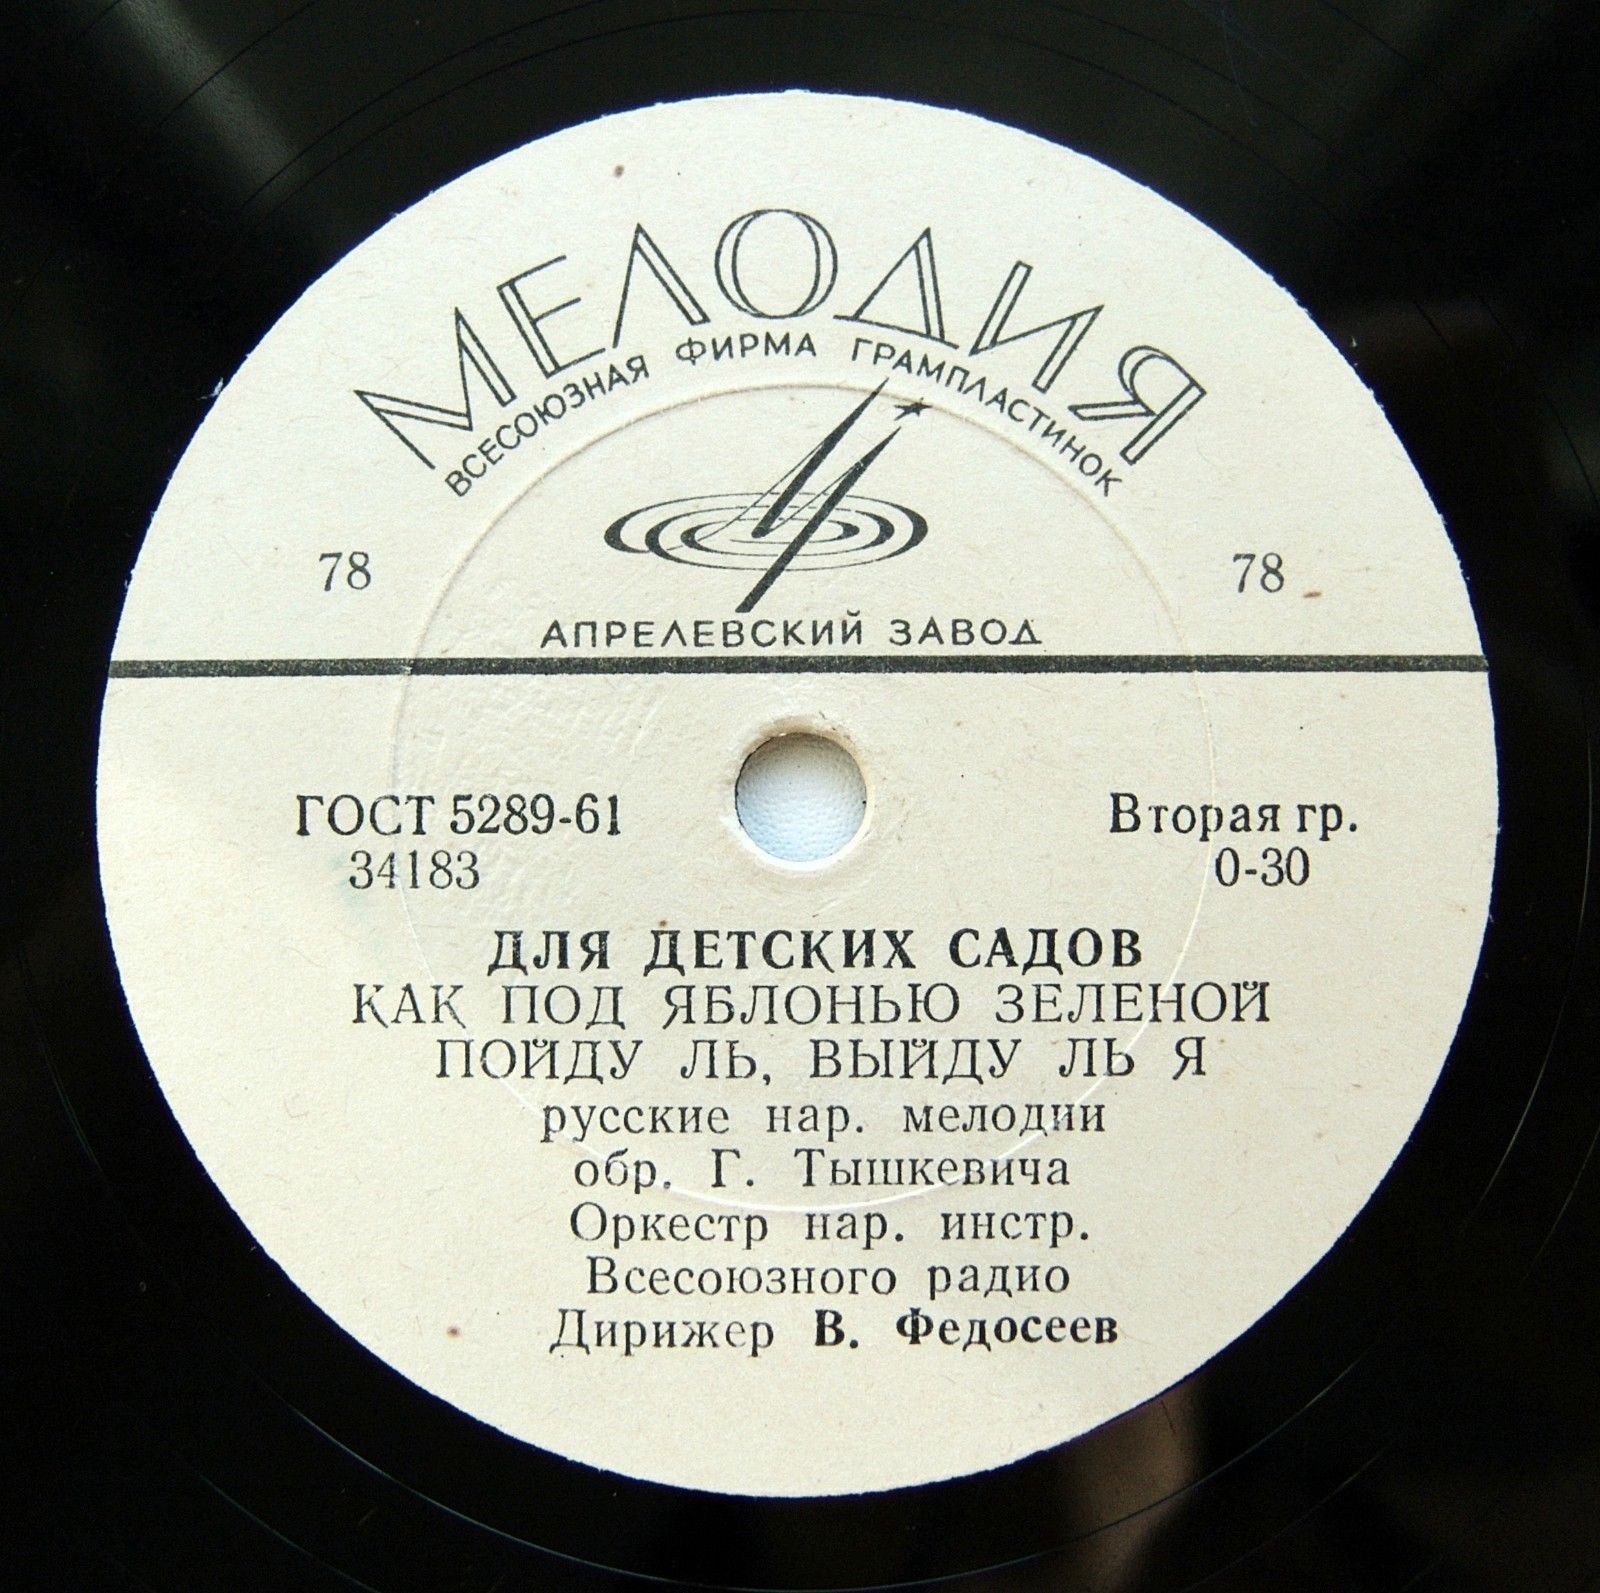 МЕЛОДИЯ
ВСЕСОЮЗНАЯ ФИРМА ГРАМПЛАСТИНОК
78 78
АПРЕЛЕВСКИЙ ЗАВОД
ГОСТ 5289-61 Вторая гр.
34183 0-30
ДЛЯ ДЕТСКИХ САДОВ
КАК ПОД ЯБЛОНЬЮ ЗЕЛЕНОЙ
ПОЙДУ ЛЬ, ВЫЙДУ ЛЬ Я
русские нар. мелодии
обр. Г. Тышкевича
Оркестр нар. инстр.
Всесоюзного радио
Дирижер В. Федосеев